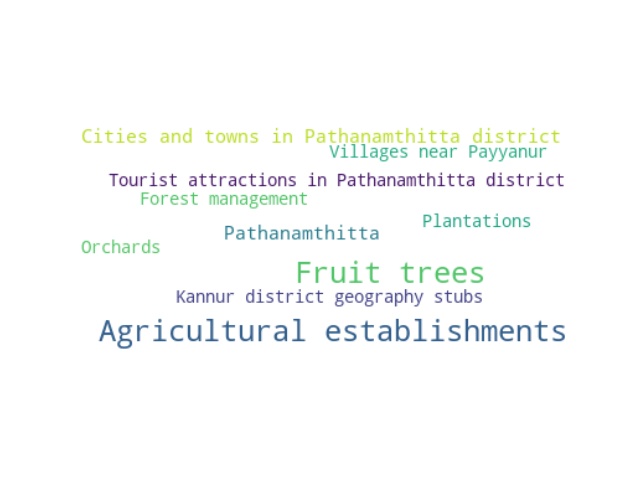 Cities and towns in Pathanamthitta district
Villages near Payyanur
Tourist attractions in Pathanamthitta district
Forest management
Plantations
Pathanamthitta
Orchards
Fruit trees
Kannur district geography stubs
Agricultural establishments